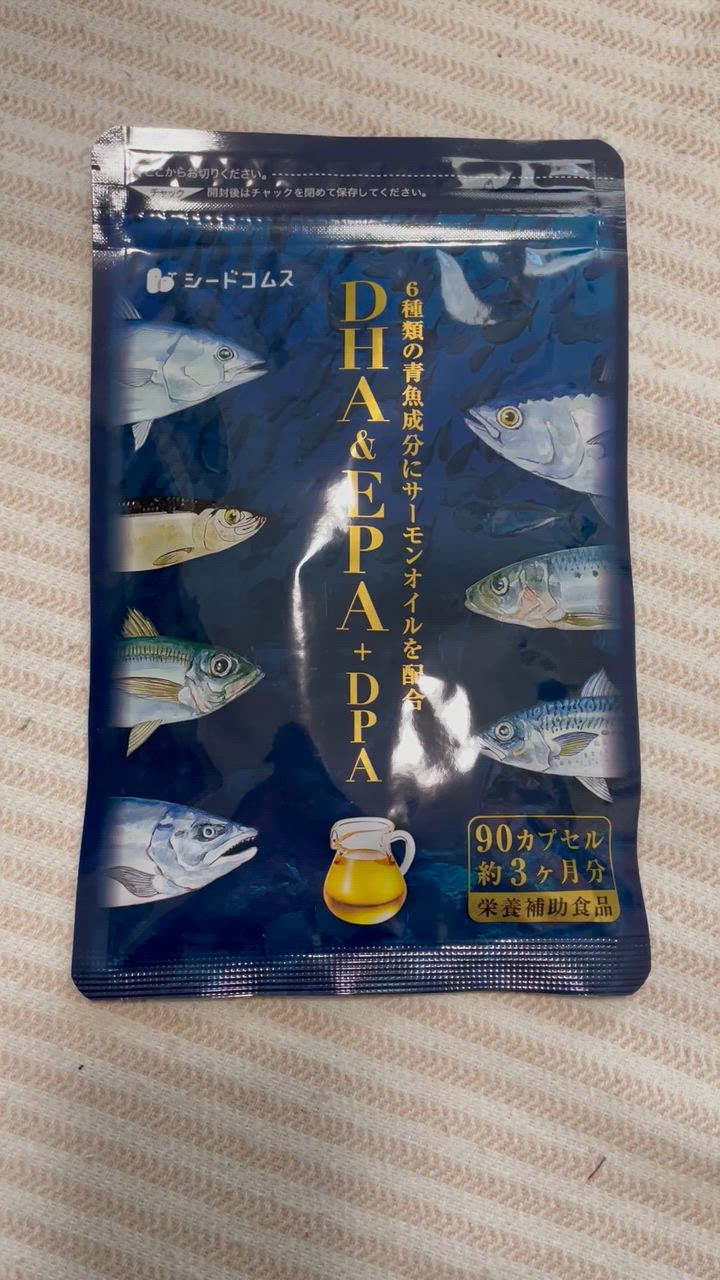 ここからお切りください。
チャック 開封後はチャックを閉めて保存してください。
シードコムス
6種類の青魚成分にサーモンオイルを配合
DHA&EPA+DPA
90カプセル
約3ヶ月分
栄養補助食品